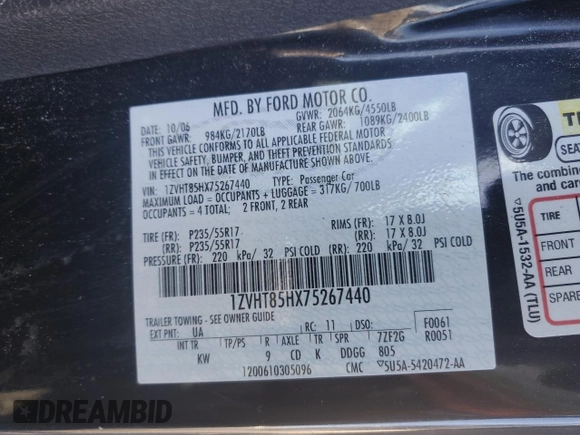 MFD. BY FORD MOTOR CO.
DATE: 10/06 GVWR: 2064KG/4550LB
FRONT GAWR: 984KG/2170LB REAR GAWR: 1089KG/2400LB
THIS VEHICLE CONFORMS TO ALL APPLICABLE FEDERAL MOTOR
VEHICLE SAFETY, BUMPER, AND THEFT PREVENTION STANDARDS
IN EFFECT ON THE DATE OF MANUFACTURE SHOWN ABOVE.
VIN: 1ZVHT85HX75267440 TYPE: Passenger Car
MAXIMUM LOAD = OCCUPANTS + LUGGAGE = 317KG/700LB
OCCUPANTS = 4 TOTAL; 2 FRONT, 2 REAR
TIRE (FR): P235/55R17 RIMS (FR): 17 X 8.0J
(RR): P235/55R17 (RR): 17 X 8.0J
PRESSURE (FR): 220 kPa/ 32 PSI COLD (RR): 220 kPa/ 32 PSI COLD
1ZVHT85HX75267440
TRAILER TOWING - SEE OWNER GUIDE
EXT PNT: UA RC: 11 DSO: F0061
INT TR TP/PS R AXLE TR SPR 7ZF2G R0051
KW 9 CD K DDGG 805
1200610305096 CMC ▽5U5A-5420472-AA
▽5U5A-1532-AA (TLU)
SEA
The combine
and car
TIRE
FRONT
REAR
SPARE
DREAMBID